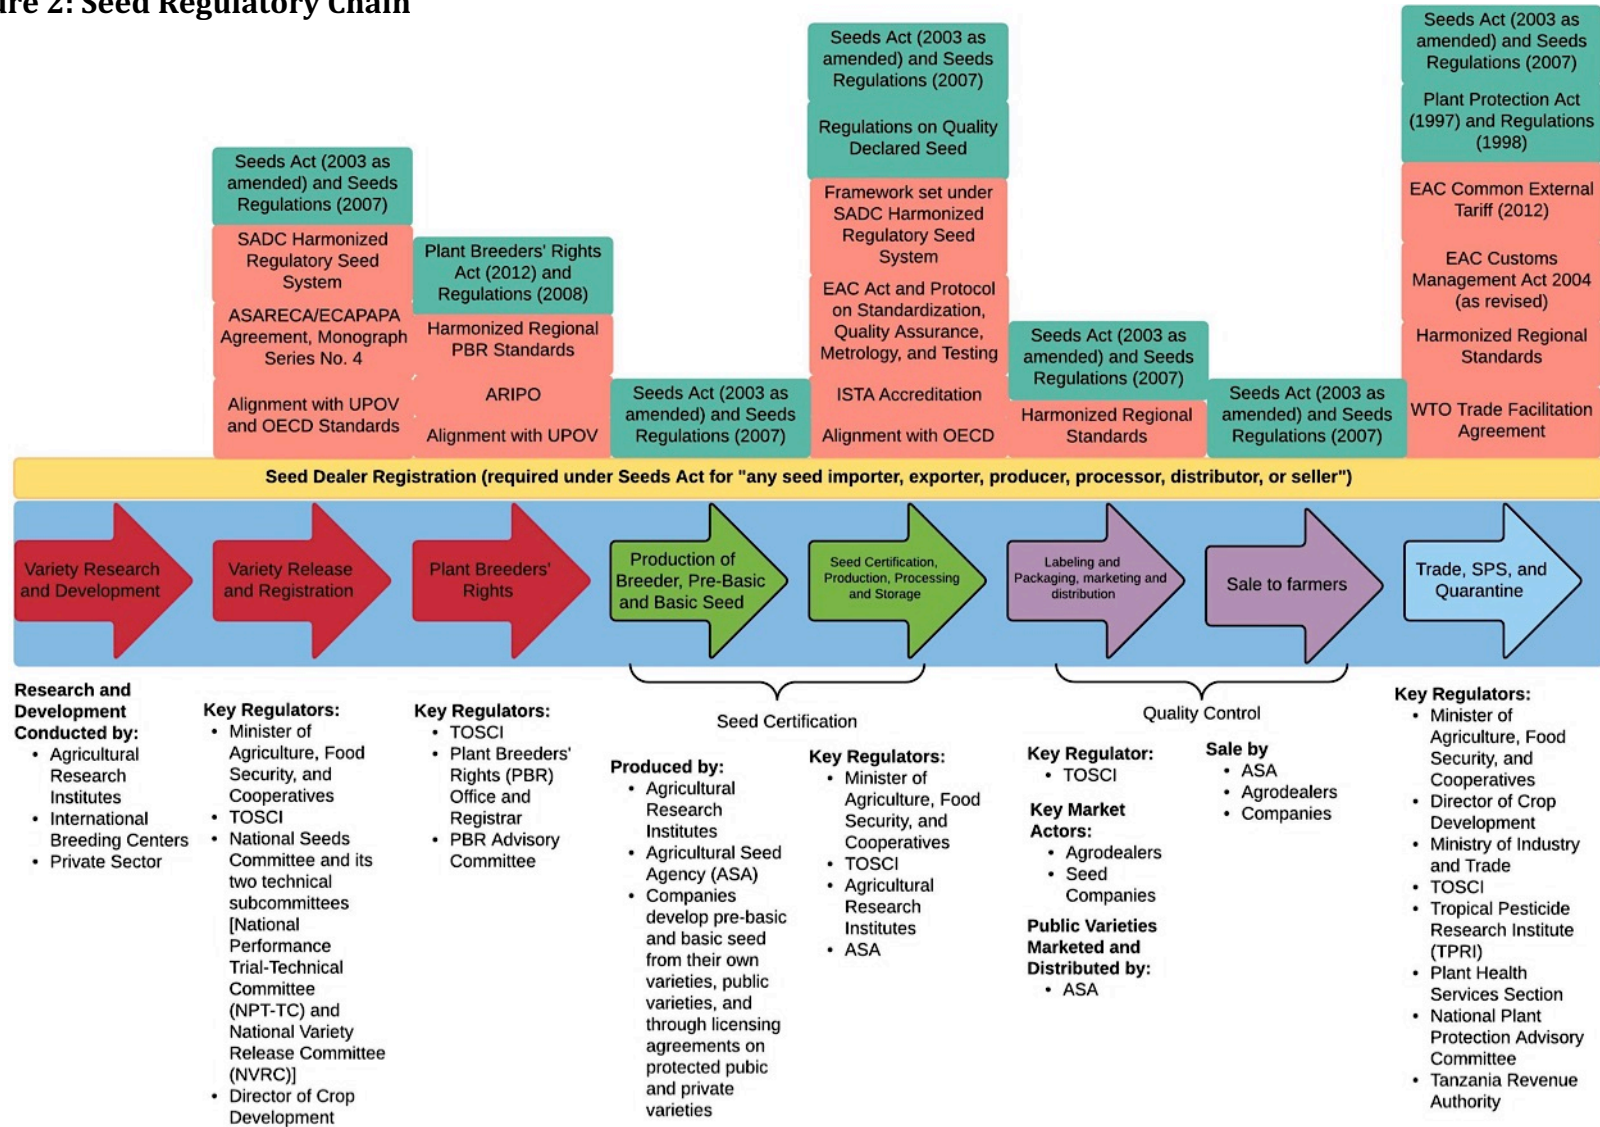 ure 2: Seed Regulatory Chain
Seeds Act (2003 as
amended) and Seeds
Regulations (2007)
SADC Harmonized
Regulatory Seed
System
ASARECA/ECAPAPA
Agreement, Monograph
Series No. 4
Alignment with UPOV
and OECD Standards
Plant Breeders' Rights
Act (2012) and
Regulations (2008)
Harmonized Regional
PBR Standards
ARIPO
Alignment with UPOV
Seeds Act (2003 as
amended) and Seeds
Regulations (2007)
Seeds Act (2003 as
amended) and Seeds
Regulations (2007)
Regulations on Quality
Declared Seed
Framework set under
SADC Harmonized
Regulatory Seed
System
EAC Act and Protocol
on Standardization,
Quality Assurance,
Metrology, and Testing
ISTA Accreditation
Alignment with OECD
Seeds Act (2003 as
amended) and Seeds
Regulations (2007)
Harmonized Regional
Standards
Seeds Act (2003 as
amended) and Seeds
Regulations (2007)
Seeds Act (2003 as
amended) and Seeds
Regulations (2007)
Plant Protection Act
(1997) and Regulations
(1998)
EAC Common External
Tariff (2012)
EAC Customs
Management Act 2004
(as revised)
Harmonized Regional
Standards
WTO Trade Facilitation
Agreement
Seed Dealer Registration (required under Seeds Act for "any seed importer, exporter, producer, processor, distributor, or seller")
Variety Research
and Development
Variety Release
and Registration
Plant Breeders'
Rights
Production of
Breeder, Pre-Basic
and Basic Seed
Seed Certification,
Production, Processing
and Storage
Labeling and
Packaging, marketing and
distribution
Sale to farmers
Trade, SPS, and
Quarantine
Research and
Development
Conducted by:
• Agricultural
Research
Institutes
• International
Breeding Centers
• Private Sector
Key Regulators:
• Minister of
Agriculture, Food
Security, and
Cooperatives
• TOSCI
• National Seeds
Committee and its
two technical
subcommittees
[National
Performance
Trial-Technical
Committee
(NPT-TC) and
National Variety
Release Committee
(NVRC)]
• Director of Crop
Development
Key Regulators:
• TOSCI
• Plant Breeders'
Rights (PBR)
Office and
Registrar
• PBR Advisory
Committee
Seed Certification
Produced by:
• Agricultural
Research
Institutes
• Agricultural Seed
Agency (ASA)
• Companies
develop pre-basic
and basic seed
from their own
varieties, public
varieties, and
through licensing
agreements on
protected pubic
and private
varieties
Key Regulators:
• Minister of
Agriculture, Food
Security, and
Cooperatives
• TOSCI
• Agricultural
Research
Institutes
• ASA
Quality Control
Key Regulator:
• TOSCI
Key Market
Actors:
• Agrodealers
• Seed
Companies
Public Varieties
Marketed and
Distributed by:
• ASA
Sale by
• ASA
• Agrodealers
• Companies
Key Regulators:
• Minister of
Agriculture, Food
Security, and
Cooperatives
• Director of Crop
Development
• Ministry of Industry
and Trade
• TOSCI
• Tropical Pesticide
Research Institute
(TPRI)
• Plant Health
Services Section
• National Plant
Protection Advisory
Committee
• Tanzania Revenue
Authority